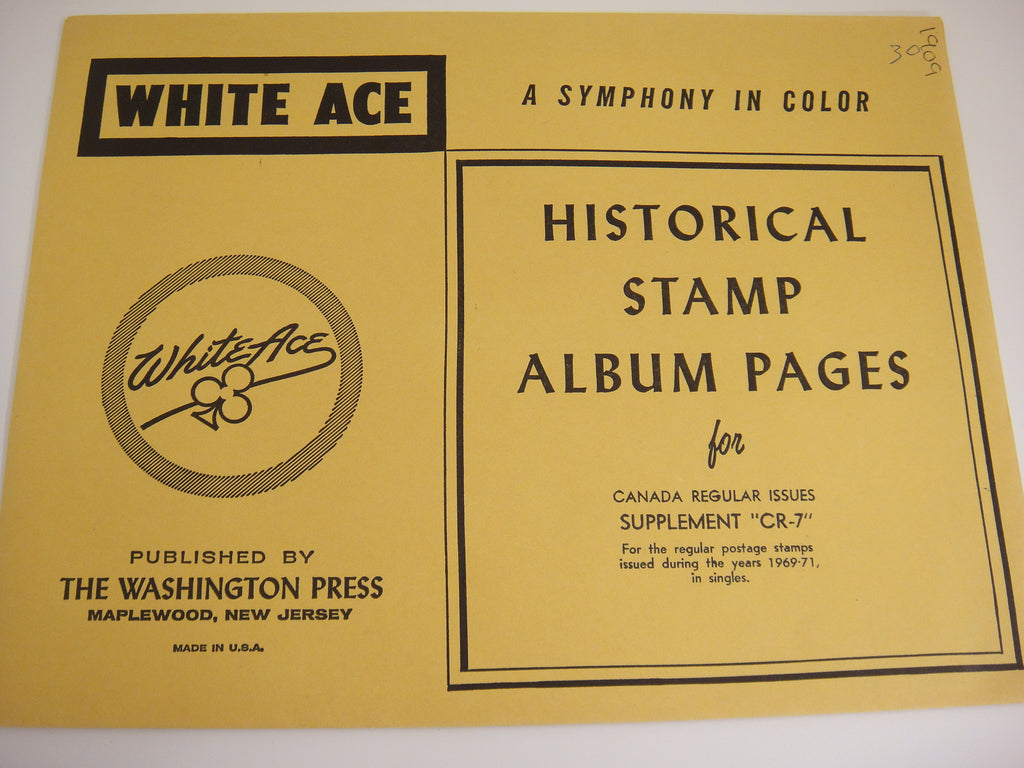 WHITE ACE
A SYMPHONY IN COLOR
1909
30
HISTORICAL
STAMP
ALBUM PAGES
for
CANADA REGULAR ISSUES
SUPPLEMENT "CR-7"
For the regular postage stamps
issued during the years 1969-71,
in singles.
White Ace
PUBLISHED BY
THE WASHINGTON PRESS
MAPLEWOOD, NEW JERSEY
MADE IN U.S.A.